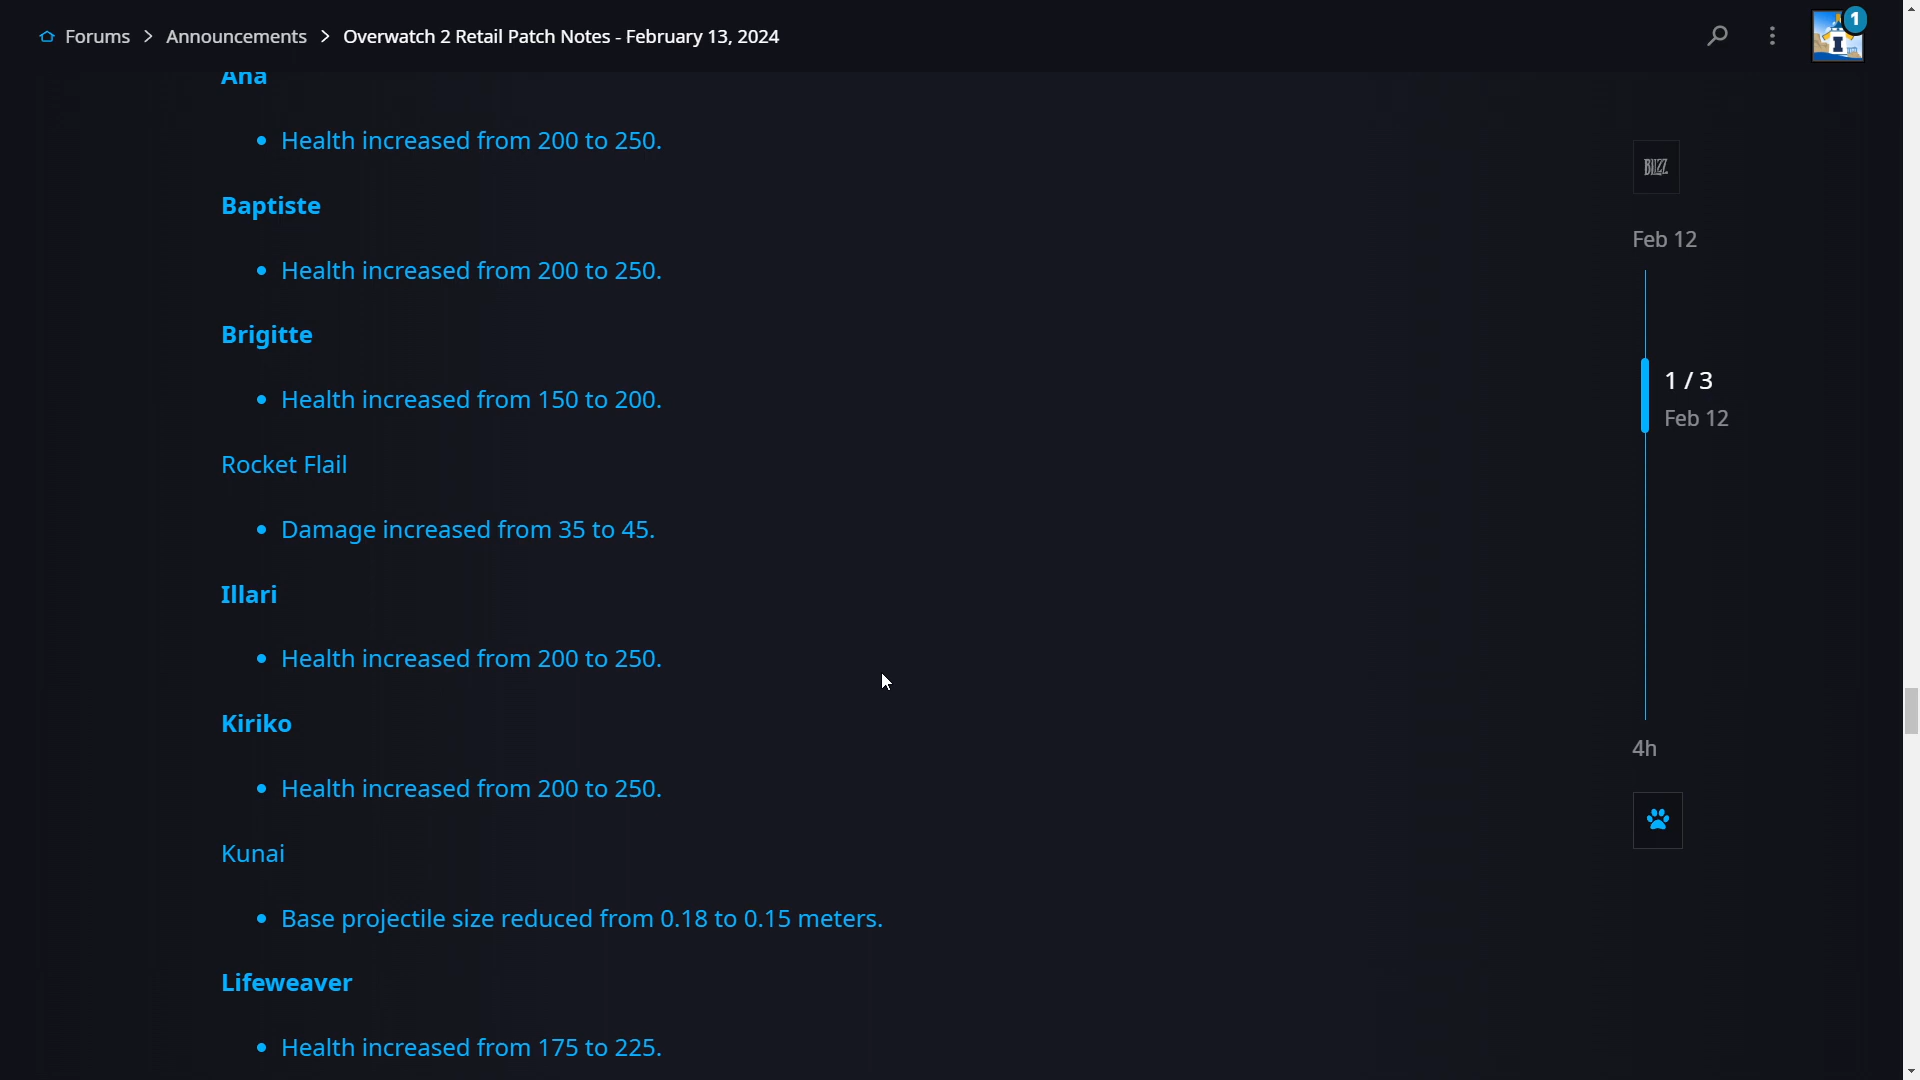 Forums > Announcements > Overwatch 2 Retail Patch Notes - February 13, 2024
1
Ana
• Health increased from 200 to 250.
Baptiste
• Health increased from 200 to 250.
Brigitte
• Health increased from 150 to 200.
Rocket Flail
• Damage increased from 35 to 45.
Illari
• Health increased from 200 to 250.
Kiriko
• Health increased from 200 to 250.
Kunai
• Base projectile size reduced from 0.18 to 0.15 meters.
Lifeweaver
• Health increased from 175 to 225.
BLIZZ
Feb 12
1 / 3
Feb 12
4h